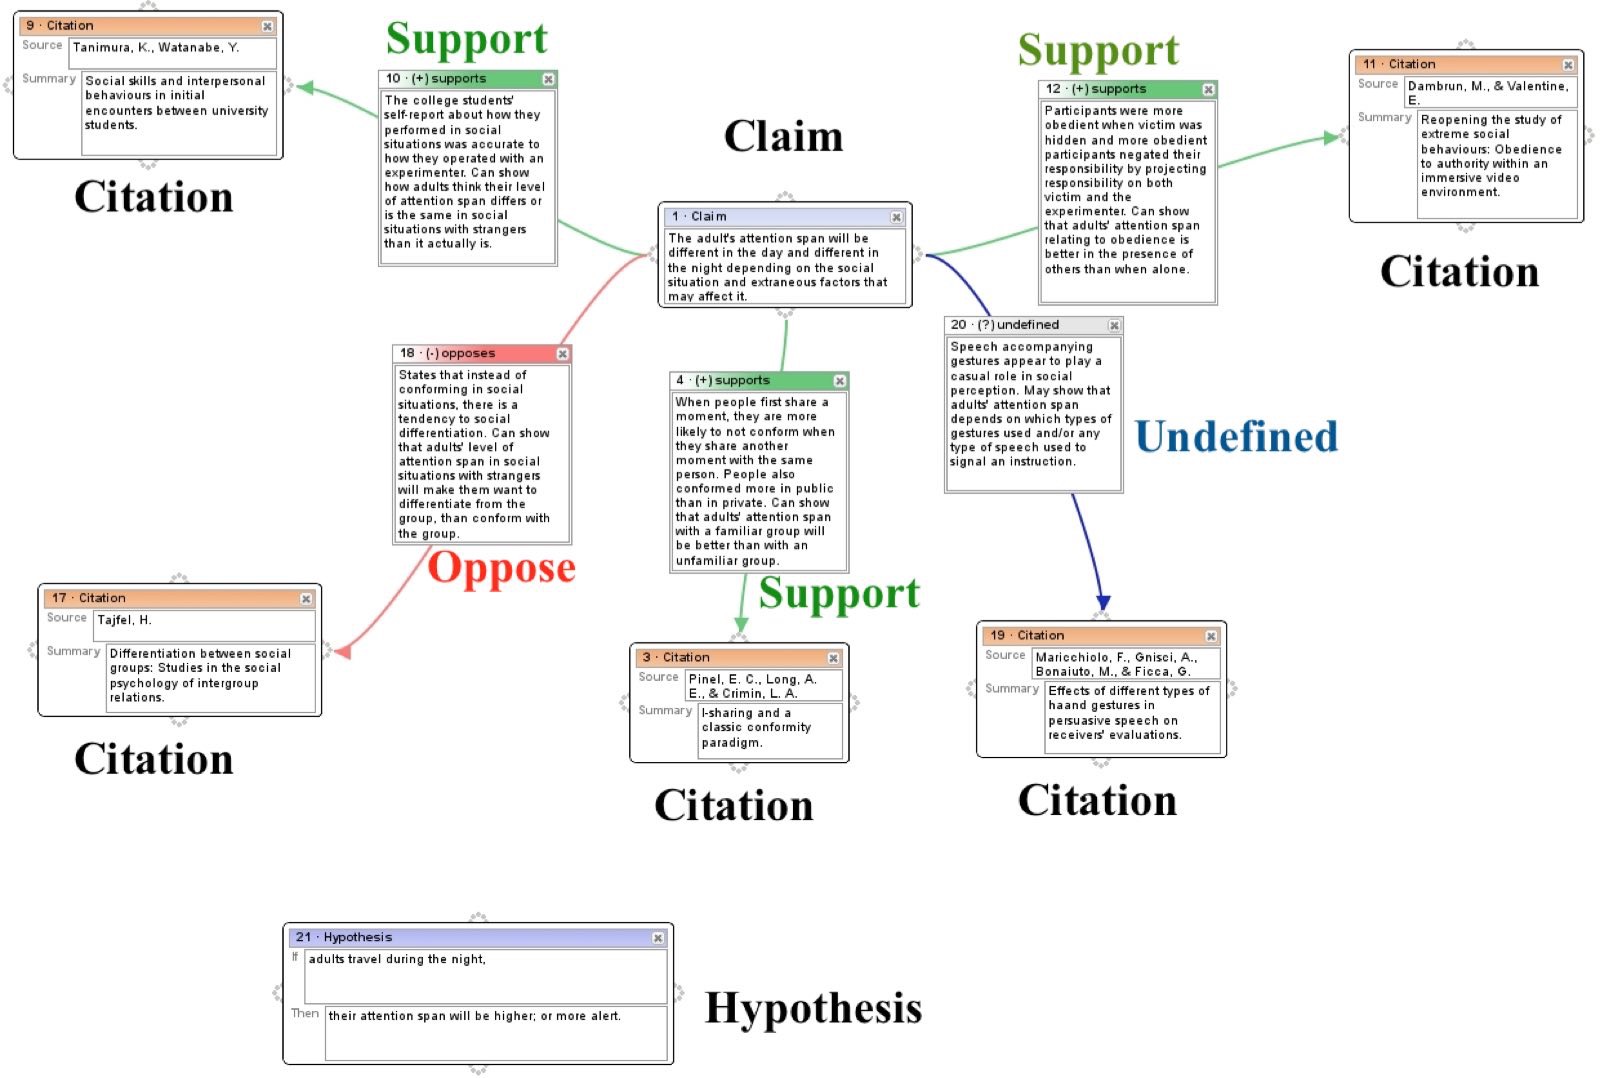 9 · Citation
Source Tanimura, K., Watanabe, Y.
Summary Social skills and interpersonal
behaviours in initial
encounters between university
students.
Citation
Support
10 · (+) supports
The college students'
self-report about how they
performed in social
situations was accurate to
how they operated with an
experimenter. Can show
how adults think their level
of attention span differs or
is the same in social
situations with strangers
than it actually is.
Claim
1 · Claim
The adult's attention span will be
different in the day and different in
the night depending on the social
situation and extraneous factors that
may affect it.
Support
12 · (+) supports
Participants were more
obedient when victim was
hidden and more obedient
participants negated their
responsibility by projecting
responsibility on both
victim and the
experimenter. Can show
that adults' attention span
relating to obedience is
better in the presence of
others than when alone.
11 · Citation
Source Dambrun, M., & Valentine,
E.
Summary Reopening the study of
extreme social
behaviours: Obedience
to authority within an
immersive video
environment.
Citation
18 · (-) opposes
States that instead of
conforming in social
situations, there is a
tendency to social
differentiation. Can show
that adults' level of
attention span in social
situations with strangers
will make them want to
differentiate from the
group, than conform with
the group.
Oppose
4 · (+) supports
When people first share a
moment, they are more
likely to not conform when
they share another
moment with the same
person. People also
conformed more in public
than in private. Can show
that adults' attention span
with a familiar group will
be better than with an
unfamiliar group.
Support
20 · (?) undefined
Speech accompanying
gestures appear to play a
casual role in social
perception. May show that
adults' attention span
depends on which types of
gestures used and/or any
type of speech used to
signal an instruction.
Undefined
17 · Citation
Source Tajfel, H.
Summary Differentiation between social
groups: Studies in the social
psychology of intergroup
relations.
Citation
3 · Citation
Source Pinel, E. C., Long, A.
E., & Crimin, L. A.
Summary I-sharing and a
classic conformity
paradigm.
Citation
19 · Citation
Source Maricchiolo, F., Gnisci, A.,
Bonaiuto, M., & Ficca, G.
Summary Effects of different types of
haand gestures in
persuasive speech on
receivers' evaluations.
Citation
21 · Hypothesis
If adults travel during the night,
Then their attention span will be higher; or more alert.
Hypothesis